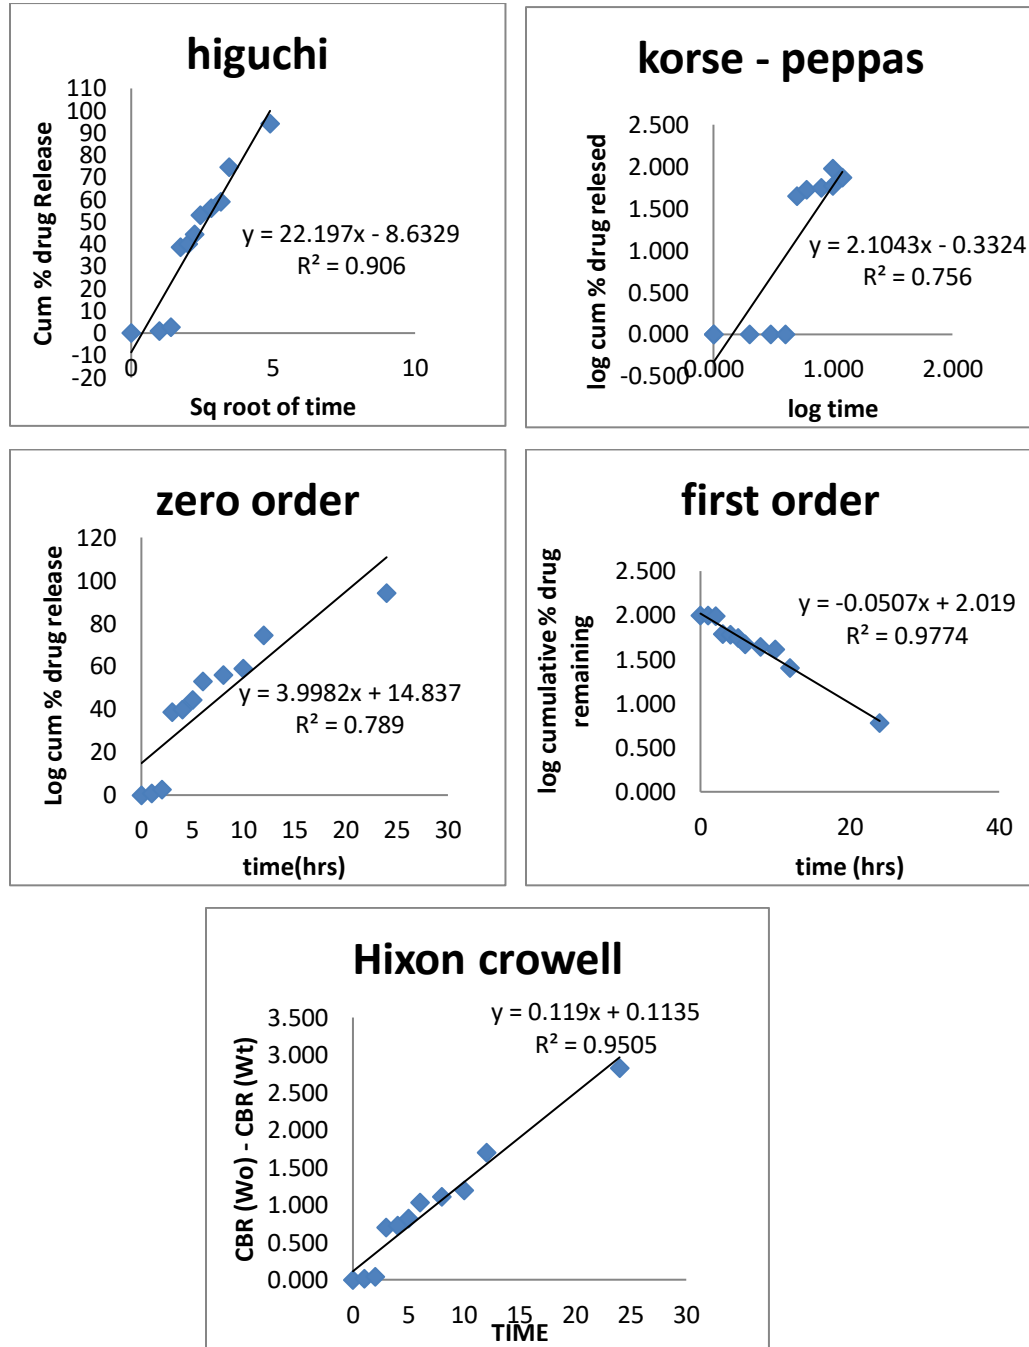 higuchi
110
100
90
80
70
60
50
40
30
20
10
0
-10
-20
0
5
10
Cum % drug Release
Sq root of time
y = 22.197x - 8.6329
R² = 0.906
korse - peppas
2.500
2.000
1.500
1.000
0.500
0.000
-0.500
0.000
1.000
2.000
log cum % drug relesed
log time
y = 2.1043x - 0.3324
R² = 0.756
zero order
120
100
80
60
40
20
0
0
5
10
15
20
25
30
Log cum % drug release
time(hrs)
y = 3.9982x + 14.837
R² = 0.789
first order
2.500
2.000
1.500
1.000
0.500
0.000
0
20
40
log cumulative % drug
remaining
time (hrs)
y = -0.0507x + 2.019
R² = 0.9774
Hixon crowell
3.500
3.000
2.500
2.000
1.500
1.000
0.500
0.000
0
5
10
15
20
25
30
CBR (Wo) - CBR (Wt)
TIME
y = 0.119x + 0.1135
R² = 0.9505